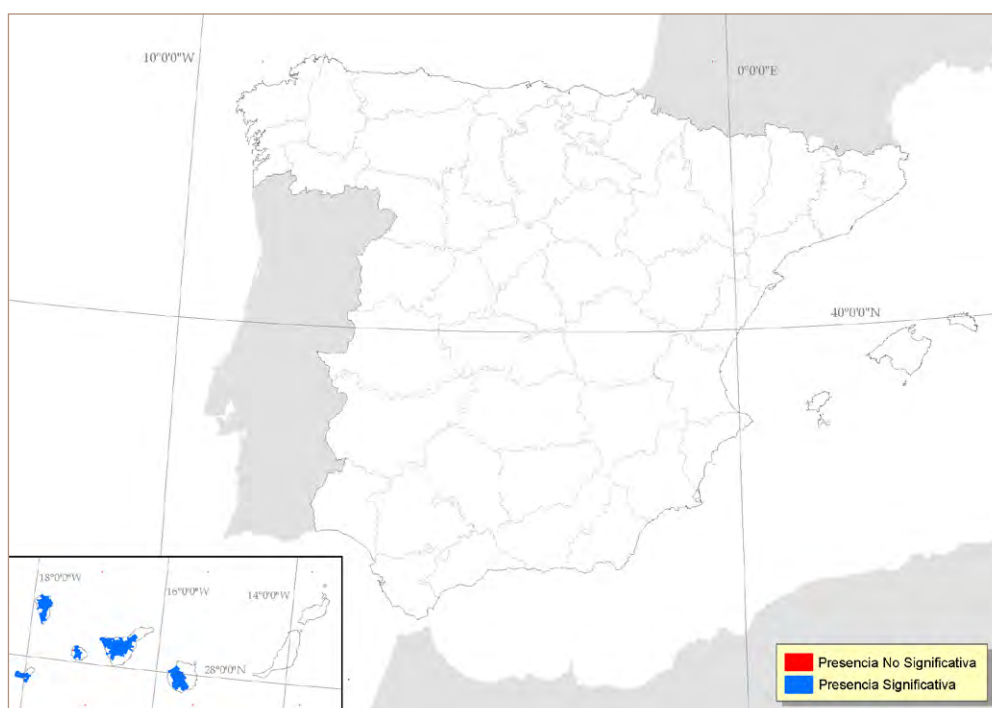 10°0'0"W
0°0'0"E
40°0'0"N
18°0'0"W
16°0'0"W
14°0'0"W
28°0'0"N
Presencia No Significativa
Presencia Significativa